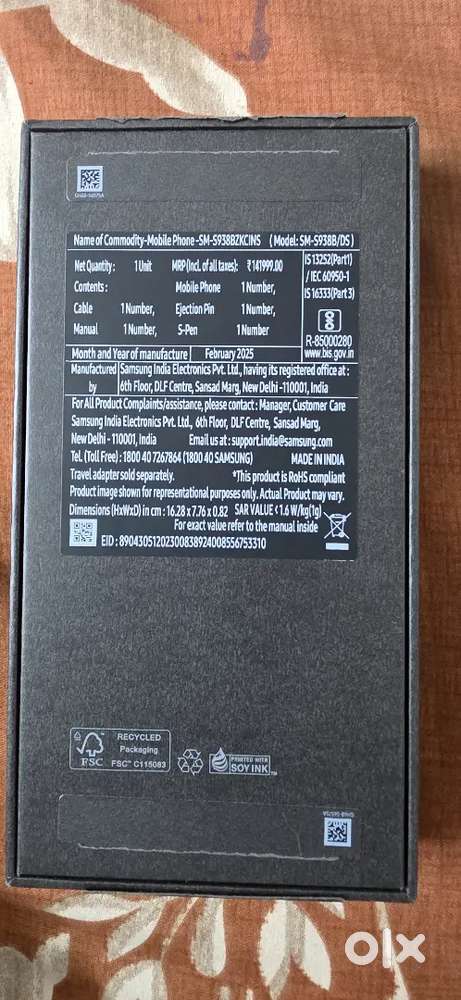 Name of Commodity-Mobile Phone -SM-S938BZKCINS (Model: SM-S938B/DS)
Net Quantity : 1 Unit MRP (Incl. of all taxes): ₹141999.00
Contents : Mobile Phone 1 Number,
Cable 1 Number, Ejection Pin 1 Number,
Manual 1 Number, S-Pen 1 Number
IS 13252(Part1)
/ IEC 60950-1
IS 16333(Part 3)
R-85000280
www.bis.gov.in
Month and Year of manufacture February 2025
Manufactured by Samsung India Electronics Pvt. Ltd., having its registered office at :
6th Floor, DLF Centre, Sansad Marg, New Delhi -110001, India
For All Product Complaints/assistance, please contact : Manager, Customer Care
Samsung India Electronics Pvt. Ltd., 6th Floor, DLF Centre, Sansad Marg,
New Delhi - 110001, India Email us at : support.india@samsung.com
Tel. (Toll Free) : 1800 40 7267864 (1800 40 SAMSUNG) MADE IN INDIA
Travel adapter sold separately. *This product is RoHS compliant
Product image shown for representational purposes only. Actual Product may vary.
Dimensions (HxWxD) in cm : 16.28 x 7.76 x 0.82 SAR VALUE < 1.6 W/kg(1g)
For exact value refer to the manual inside
EID : 89043051202300838924008556753310
FSC
RECYCLED
Packaging
FSC™ C115083
PRINTED WITH
SOY INK™
olx